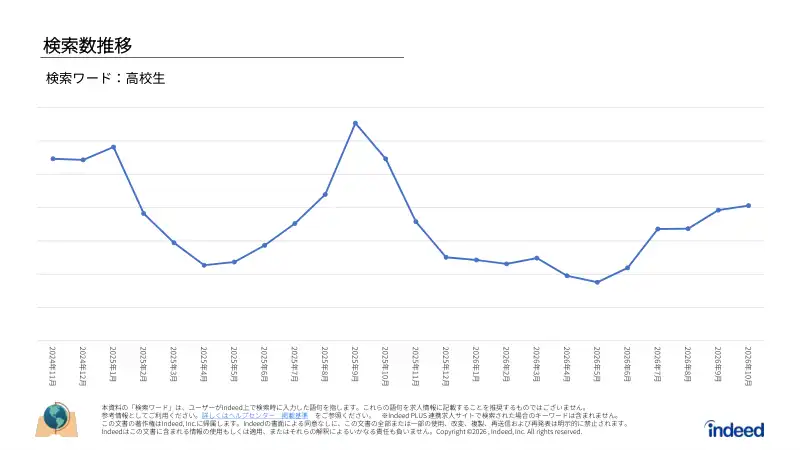 検索数推移
検索ワード：高校生
2024年11月
2024年12月
2025年1月
2025年2月
2025年3月
2025年4月
2025年5月
2025年6月
2025年7月
2025年8月
2025年9月
2025年10月
2025年11月
2025年12月
2026年1月
2026年2月
2026年3月
2026年4月
2026年5月
2026年6月
2026年7月
2026年8月
2026年9月
2026年10月
本資料の「検索ワード」は、ユーザーがIndeed上で検索時に入力した語句を指します。これらの語句を求人情報に記載することを推奨するものではございません。
参考情報としてご利用ください。詳しくはヘルプセンター 掲載基準 をご参照ください。 ※Indeed PLUS 連携求人サイトで検索された場合のキーワードは含まれません。
この文書の著作権はIndeed, Inc.に帰属します。Indeedの書面による同意なしに、この文書の全部または一部の使用、改変、複製、再送信および再発表は明示的に禁止されます。
Indeedはこの文書に含まれる情報の使用もしくは適用、またはそれらの解釈によるいかなる責任も負いません。Copyright ©2026 , Indeed, Inc. All rights reserved.
indeed